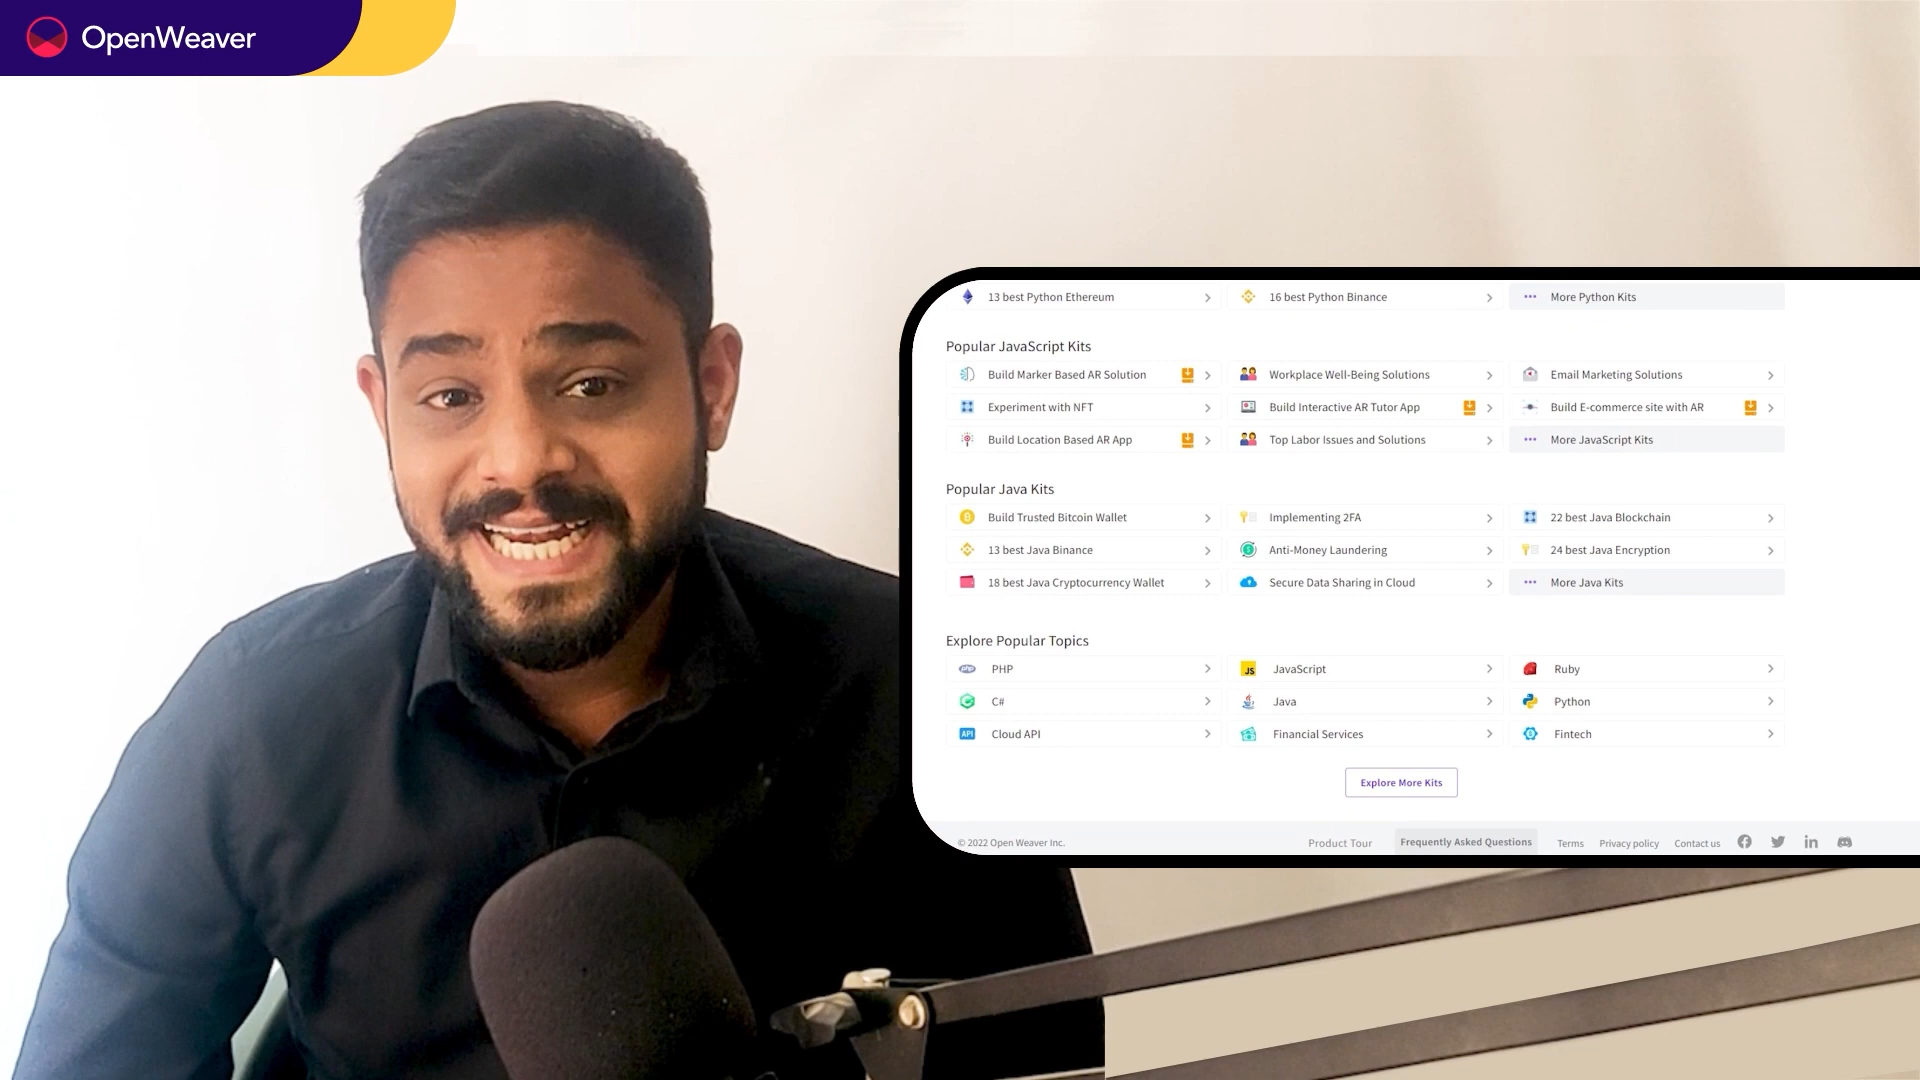 OpenWeaver
13 best Python Ethereum
16 best Python Binance
More Python Kits
Popular JavaScript Kits
Build Marker Based AR Solution
Workplace Well-Being Solutions
Email Marketing Solutions
Experiment with NFT
Build Interactive AR Tutor App
Build E-commerce site with AR
Build Location Based AR App
Top Labor Issues and Solutions
More JavaScript Kits
Popular Java Kits
Build Trusted Bitcoin Wallet
Implementing 2FA
22 best Java Blockchain
13 best Java Binance
Anti-Money Laundering
24 best Java Encryption
18 best Java Cryptocurrency Wallet
Secure Data Sharing in Cloud
More Java Kits
Explore Popular Topics
php PHP
JS JavaScript
Ruby
C#
Java
Python
API Cloud API
Financial Services
Fintech
Explore More Kits
© 2022 Open Weaver Inc.
Product Tour
Frequently Asked Questions
Terms
Privacy policy
Contact us